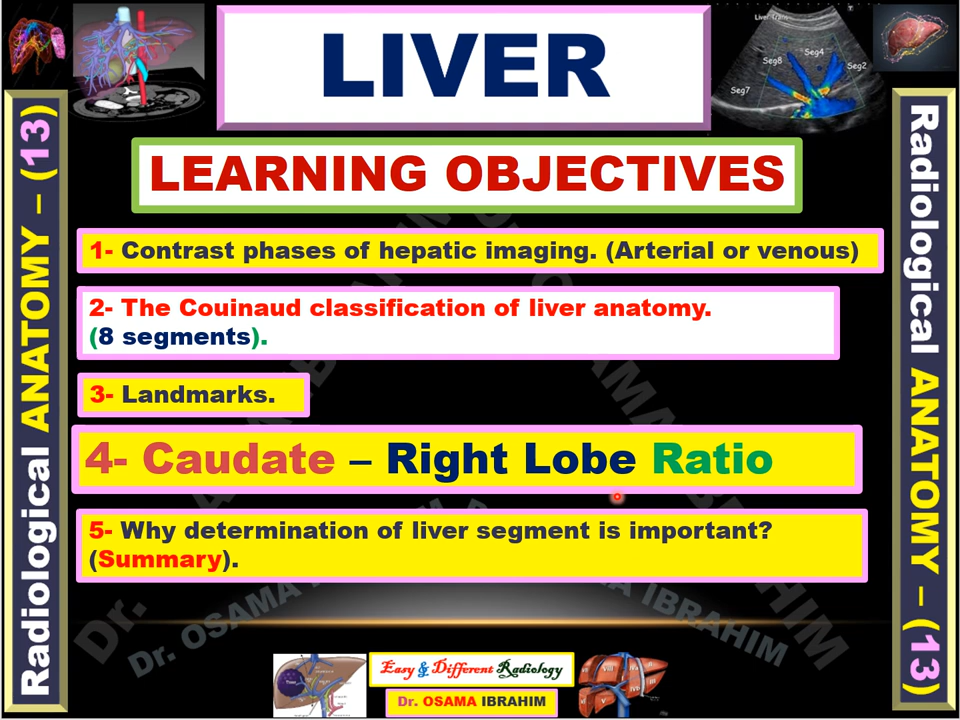 LIVER
Liver Tran
Seg4
Seg8
Seg2
Seg7
LEARNING OBJECTIVES
Radiological ANATOMY – (13)
Radiological ANATOMY – (13)
1- Contrast phases of hepatic imaging. (Arterial or venous)
2- The Couinaud classification of liver anatomy.
(8 segments).
3- Landmarks.
4- Caudate – Right Lobe Ratio
5- Why determination of liver segment is important?
(Summary).
Easy & Different Radiology
Dr. OSAMA IBRAHIM